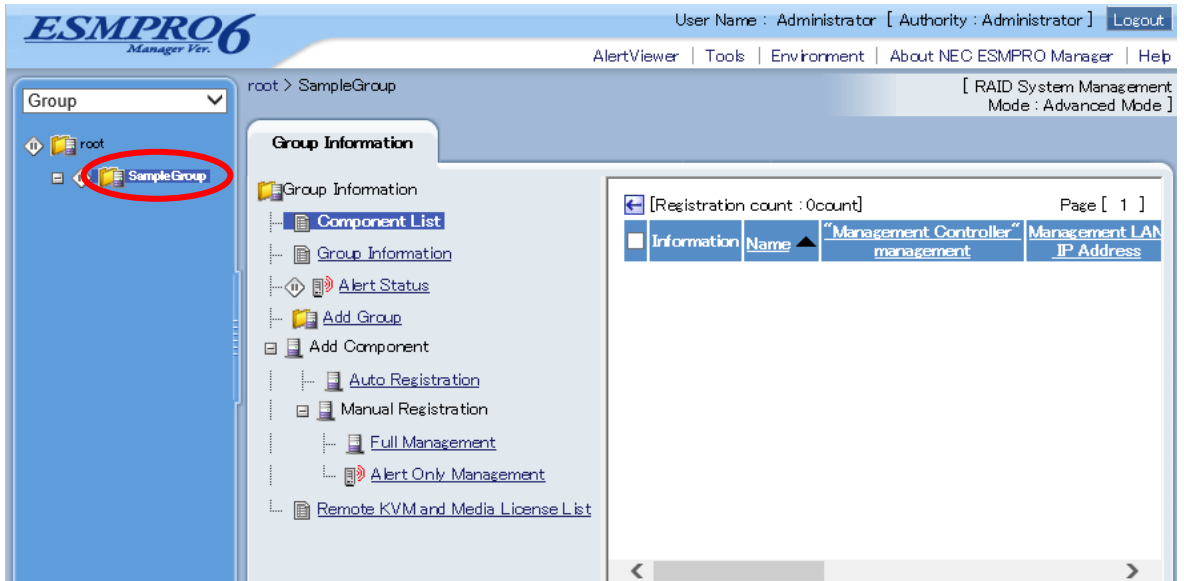 ESMPRO6
Manager Ver.
User Name : Administrator [ Authority : Administrator ] Logout
AlertViewer | Tools | Environment | About NEC ESMPRO Manager | Help
Group
root > SampleGroup
[ RAID System Management
Mode : Advanced Mode ]
root
SampleGroup
Group Information
Group Information
Component List
Group Information
Alert Status
Add Group
Add Component
Auto Registration
Manual Registration
Full Management
Alert Only Management
Remote KVM and Media License List
[Registration count : 0count] Page [ 1 ]
Information Name "Management Controller" management Management LAN IP Address